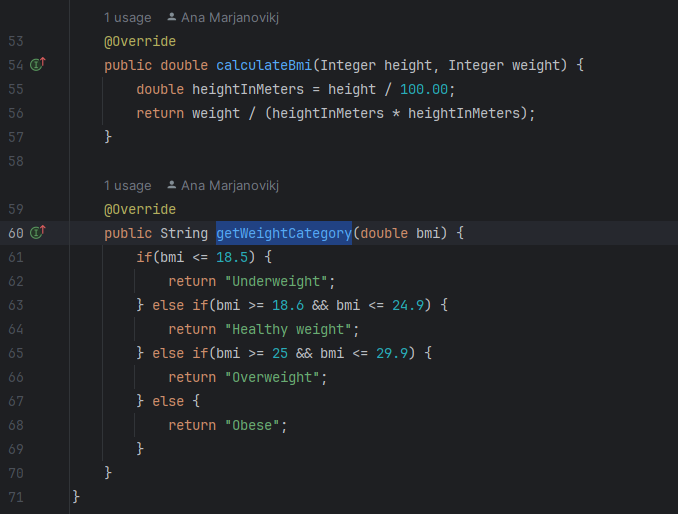 1 usage Ana Marjanovikj
53 @Override
54 public double calculateBmi(Integer height, Integer weight) {
55 double heightInMeters = height / 100.00;
56 return weight / (heightInMeters * heightInMeters);
57 }
58
1 usage Ana Marjanovikj
59 @Override
60 public String getWeightCategory(double bmi) {
61 if(bmi <= 18.5) {
62 return "Underweight";
63 } else if(bmi >= 18.6 && bmi <= 24.9) {
64 return "Healthy weight";
65 } else if(bmi >= 25 && bmi <= 29.9) {
66 return "Overweight";
67 } else {
68 return "Obese";
69 }
70 }
71 }